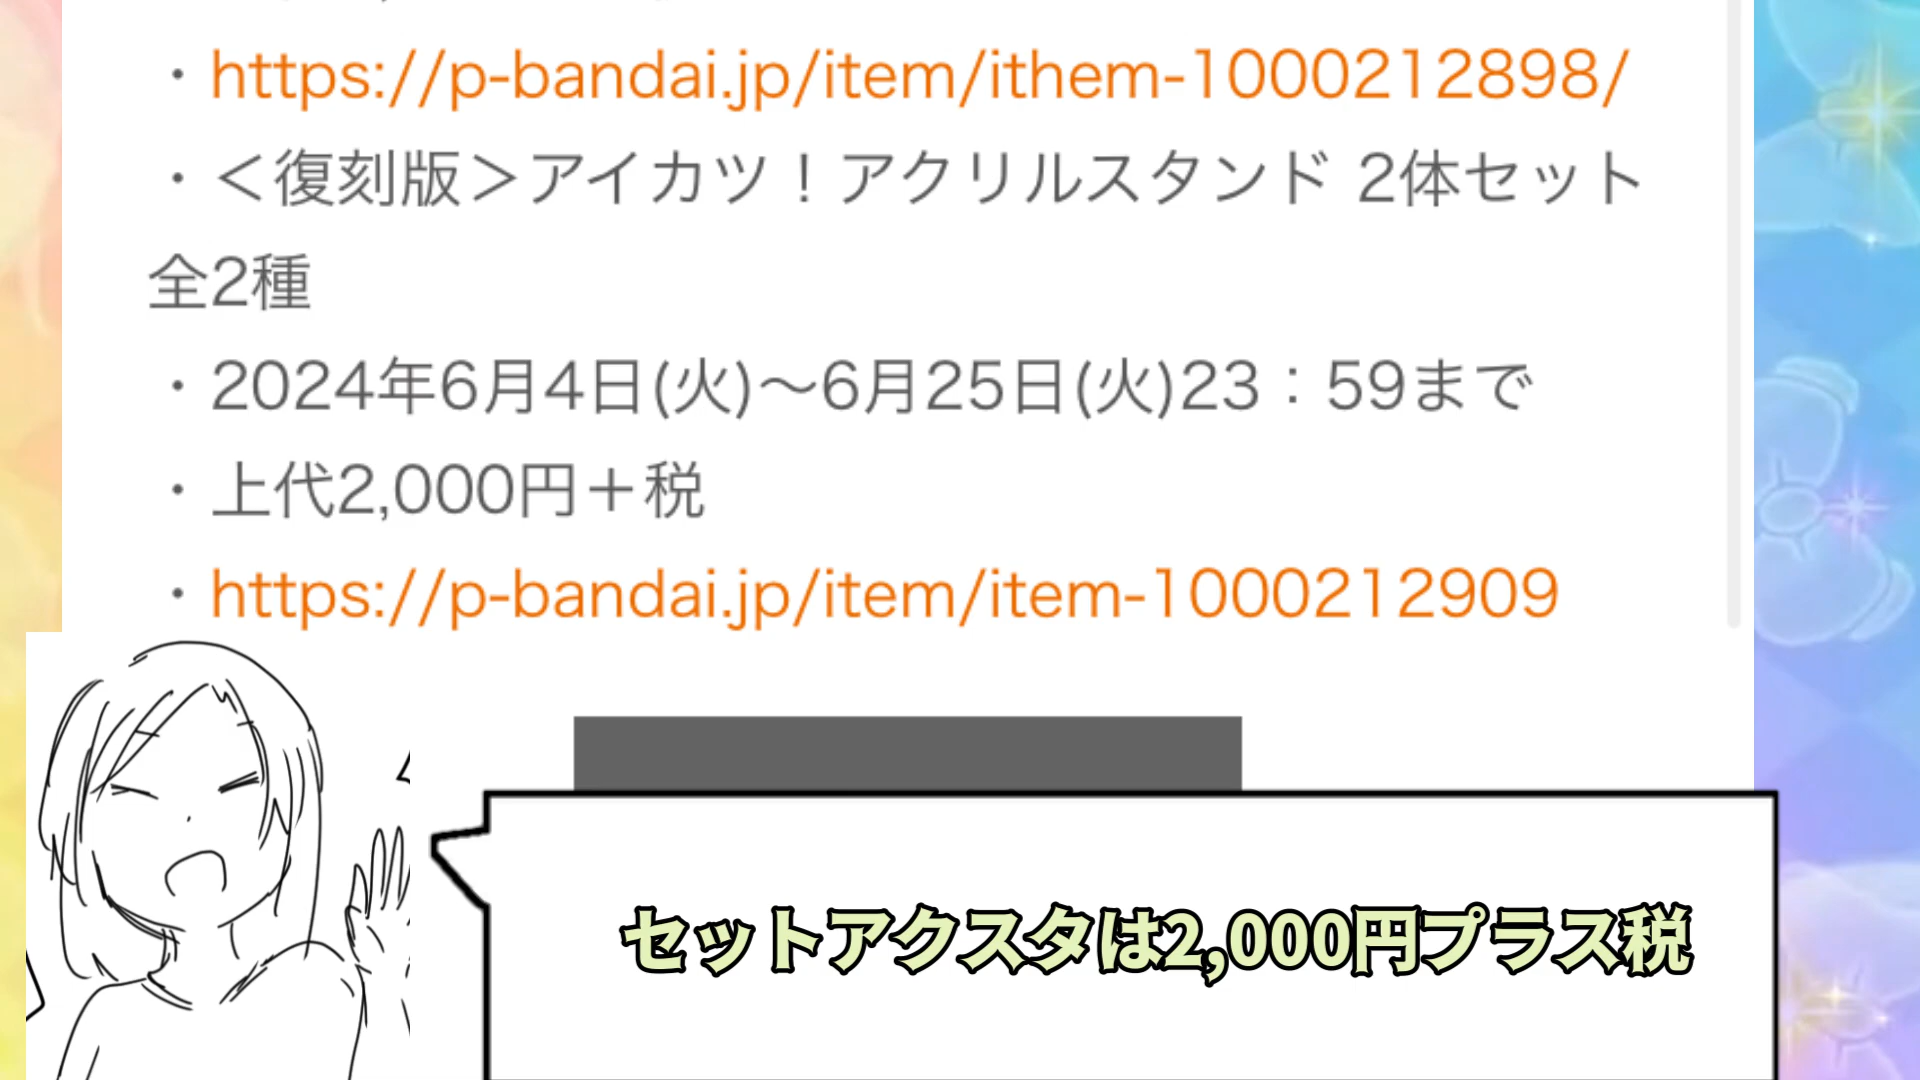 ・https://p-bandai.jp/item/ithem-1000212898/
・＜復刻版＞アイカツ！アクリルスタンド 2体セット
全2種
・2024年6月4日(火)〜6月25日(火)23：59まで
・上代2,000円＋税
・https://p-bandai.jp/item/item-1000212909
セットアクスタは2,000円プラス税